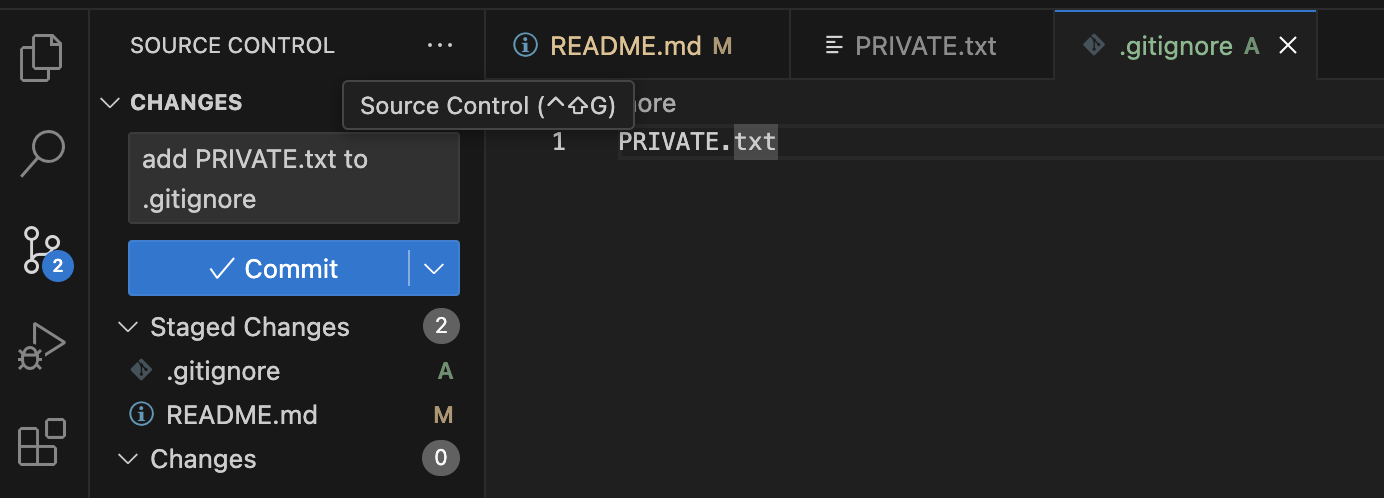 SOURCE CONTROL ...
README.md M
PRIVATE.txt
.gitignore A
CHANGES
Source Control (^⇧G)
nore
add PRIVATE.txt to
.gitignore
1 PRIVATE.txt
Commit
2
Staged Changes 2
.gitignore A
README.md M
Changes 0